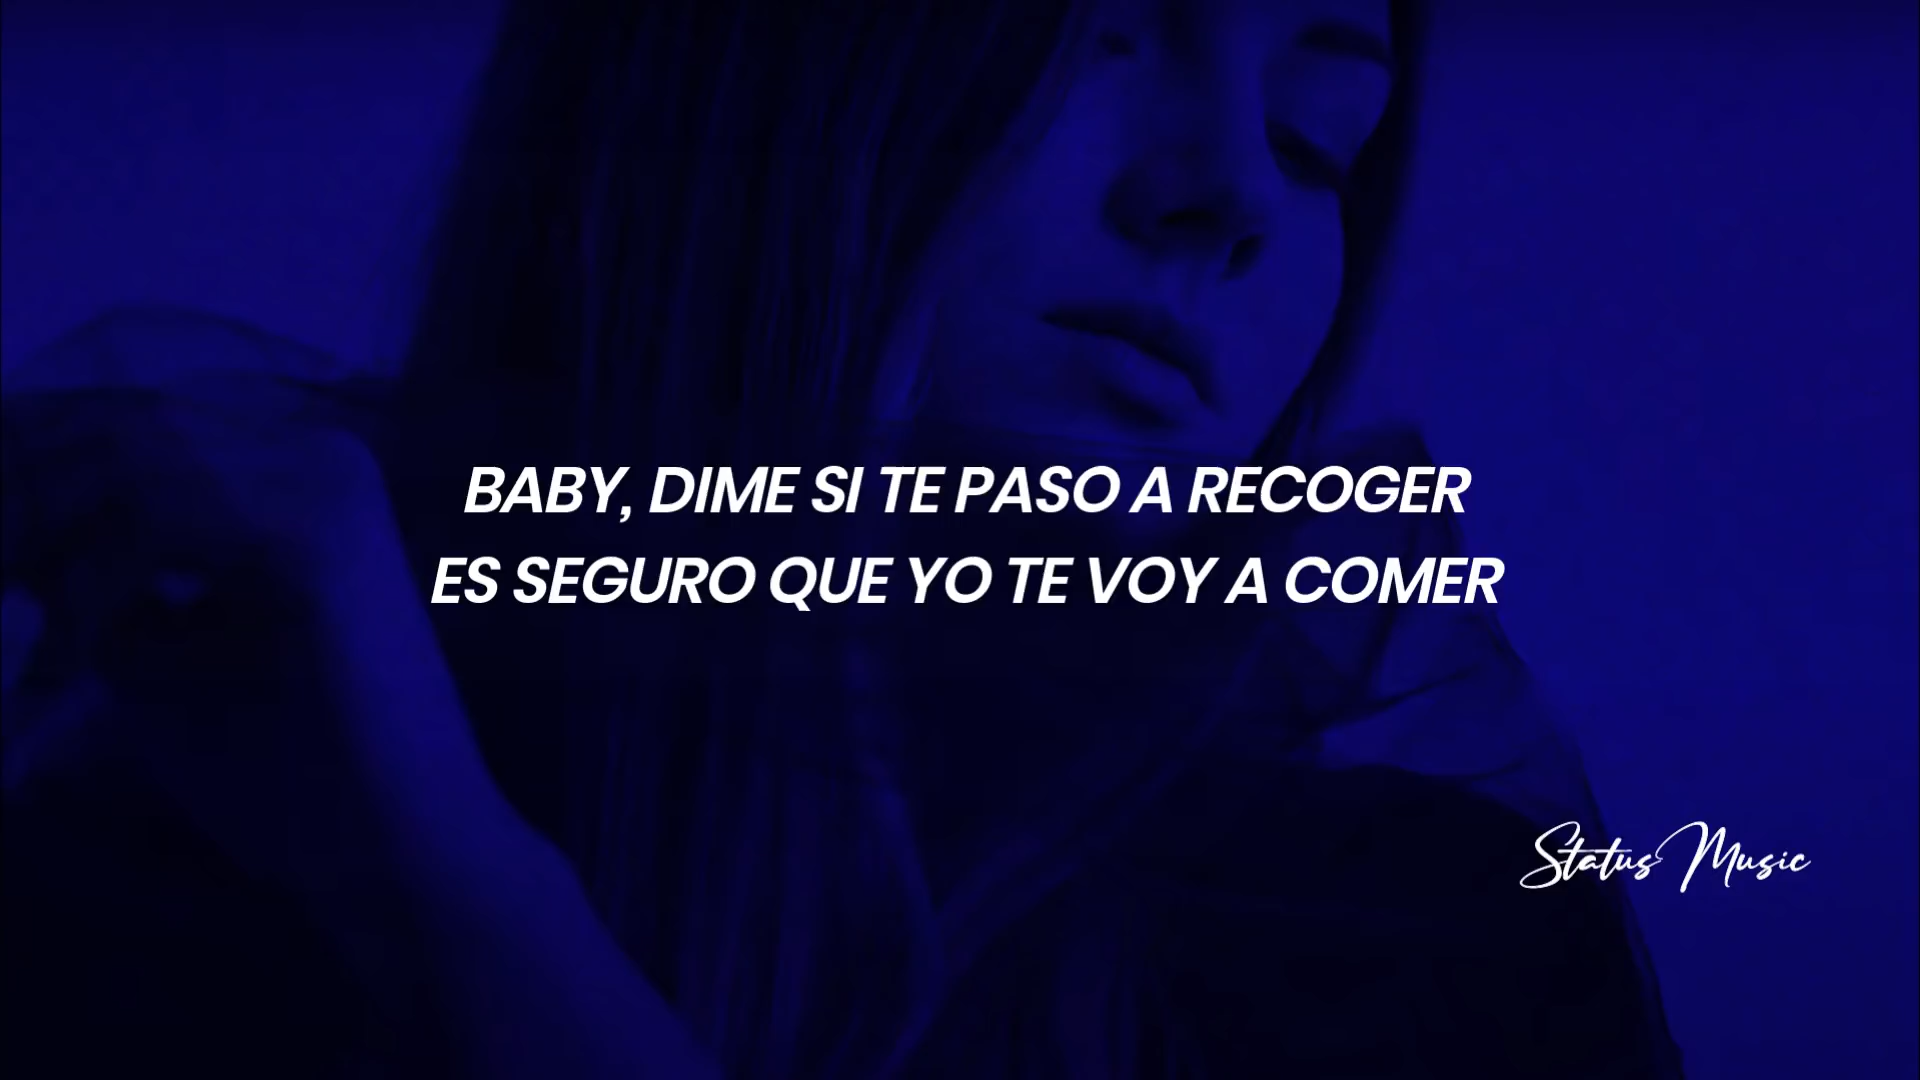 BABY, DIME SI TE PASO A RECOGER
ES SEGURO QUE YO TE VOY A COMER
Status Music